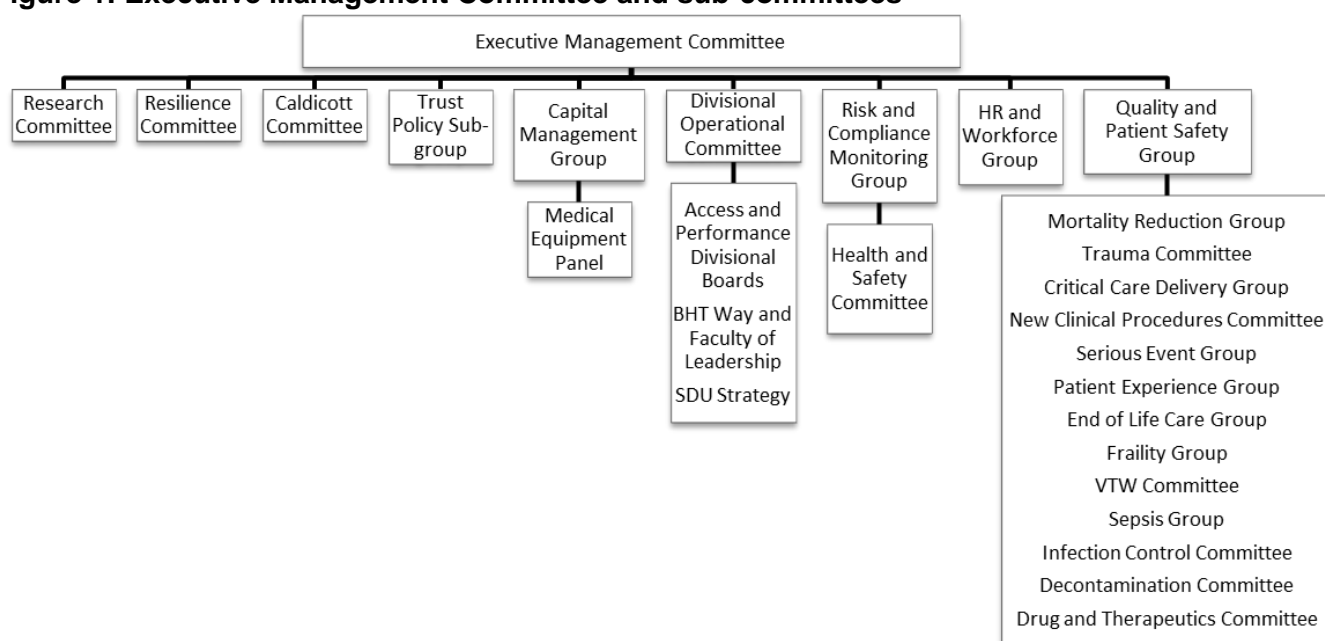 igure 1: Executive Management Committee and sub-committees
Executive Management Committee
Research
Committee
Resilience
Committee
Caldicott
Committee
Trust
Policy Sub-
group
Capital
Management
Group
Medical
Equipment
Panel
Divisional
Operational
Committee
Access and
Performance
Divisional
Boards
BHT Way and
Faculty of
Leadership
SDU Strategy
Risk and
Compliance
Monitoring
Group
Health and
Safety
Committee
HR and
Workforce
Group
Quality and
Patient Safety
Group
Mortality Reduction Group
Trauma Committee
Critical Care Delivery Group
New Clinical Procedures Committee
Serious Event Group
Patient Experience Group
End of Life Care Group
Fraility Group
VTW Committee
Sepsis Group
Infection Control Committee
Decontamination Committee
Drug and Therapeutics Committee